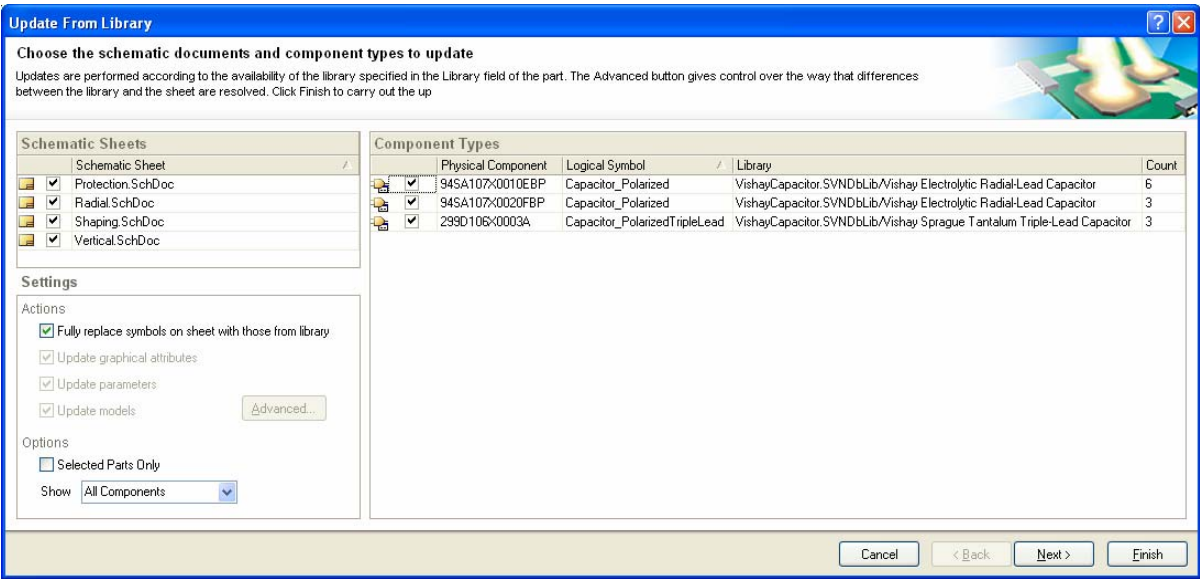 Update From Library
Choose the schematic documents and component types to update
Updates are performed according to the availability of the library specified in the Library field of the part. The Advanced button gives control over the way that differences
between the library and the sheet are resolved. Click Finish to carry out the up
Schematic Sheets
Schematic Sheet
Protection.SchDoc
Radial.SchDoc
Shaping.SchDoc
Vertical.SchDoc
Settings
Actions
Fully replace symbols on sheet with those from library
Update graphical attributes
Update parameters
Update models
Advanced...
Options
Selected Parts Only
Show All Components
Component Types
Physical Component Logical Symbol Library Count
94SA107X0010EBP Capacitor_Polarized VishayCapacitor.SVNDbLib/Vishay Electrolytic Radial-Lead Capacitor 6
94SA107X0020FBP Capacitor_Polarized VishayCapacitor.SVNDbLib/Vishay Electrolytic Radial-Lead Capacitor 3
299D106X0003A Capacitor_PolarizedTripleLead VishayCapacitor.SVNDbLib/Vishay Sprague Tantalum Triple-Lead Capacitor 3
Cancel < Back Next > Finish